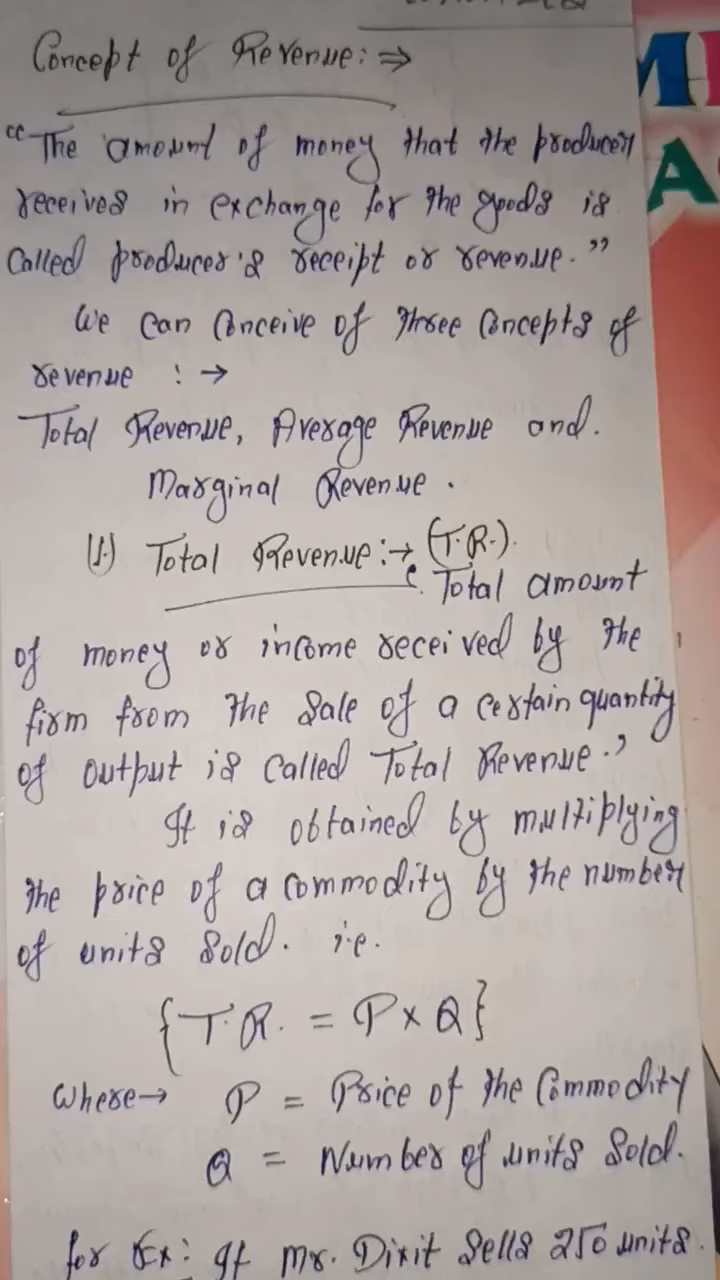 Concept of Revenue: ⇒
"The amount of money that the producer
received in exchange for the goods is
called producer's receipt or revenue."
We can conceive of three concepts of
revenue : →
Total Revenue, Average Revenue and.
Marginal Revenue.
(1.) Total Revenue: → (T.R.).
'Total amount
of money or income received by the
firm from the sale of a certain quantity
of output is called Total Revenue.'
It is obtained by multiplying
the price of a commodity by the number
of units sold. i.e.
{T.R. = P × Q}
where → P = Price of the Commodity
Q = Number of units sold.
for Ex: If Mr. Dixit sells 250 units.
MI
A